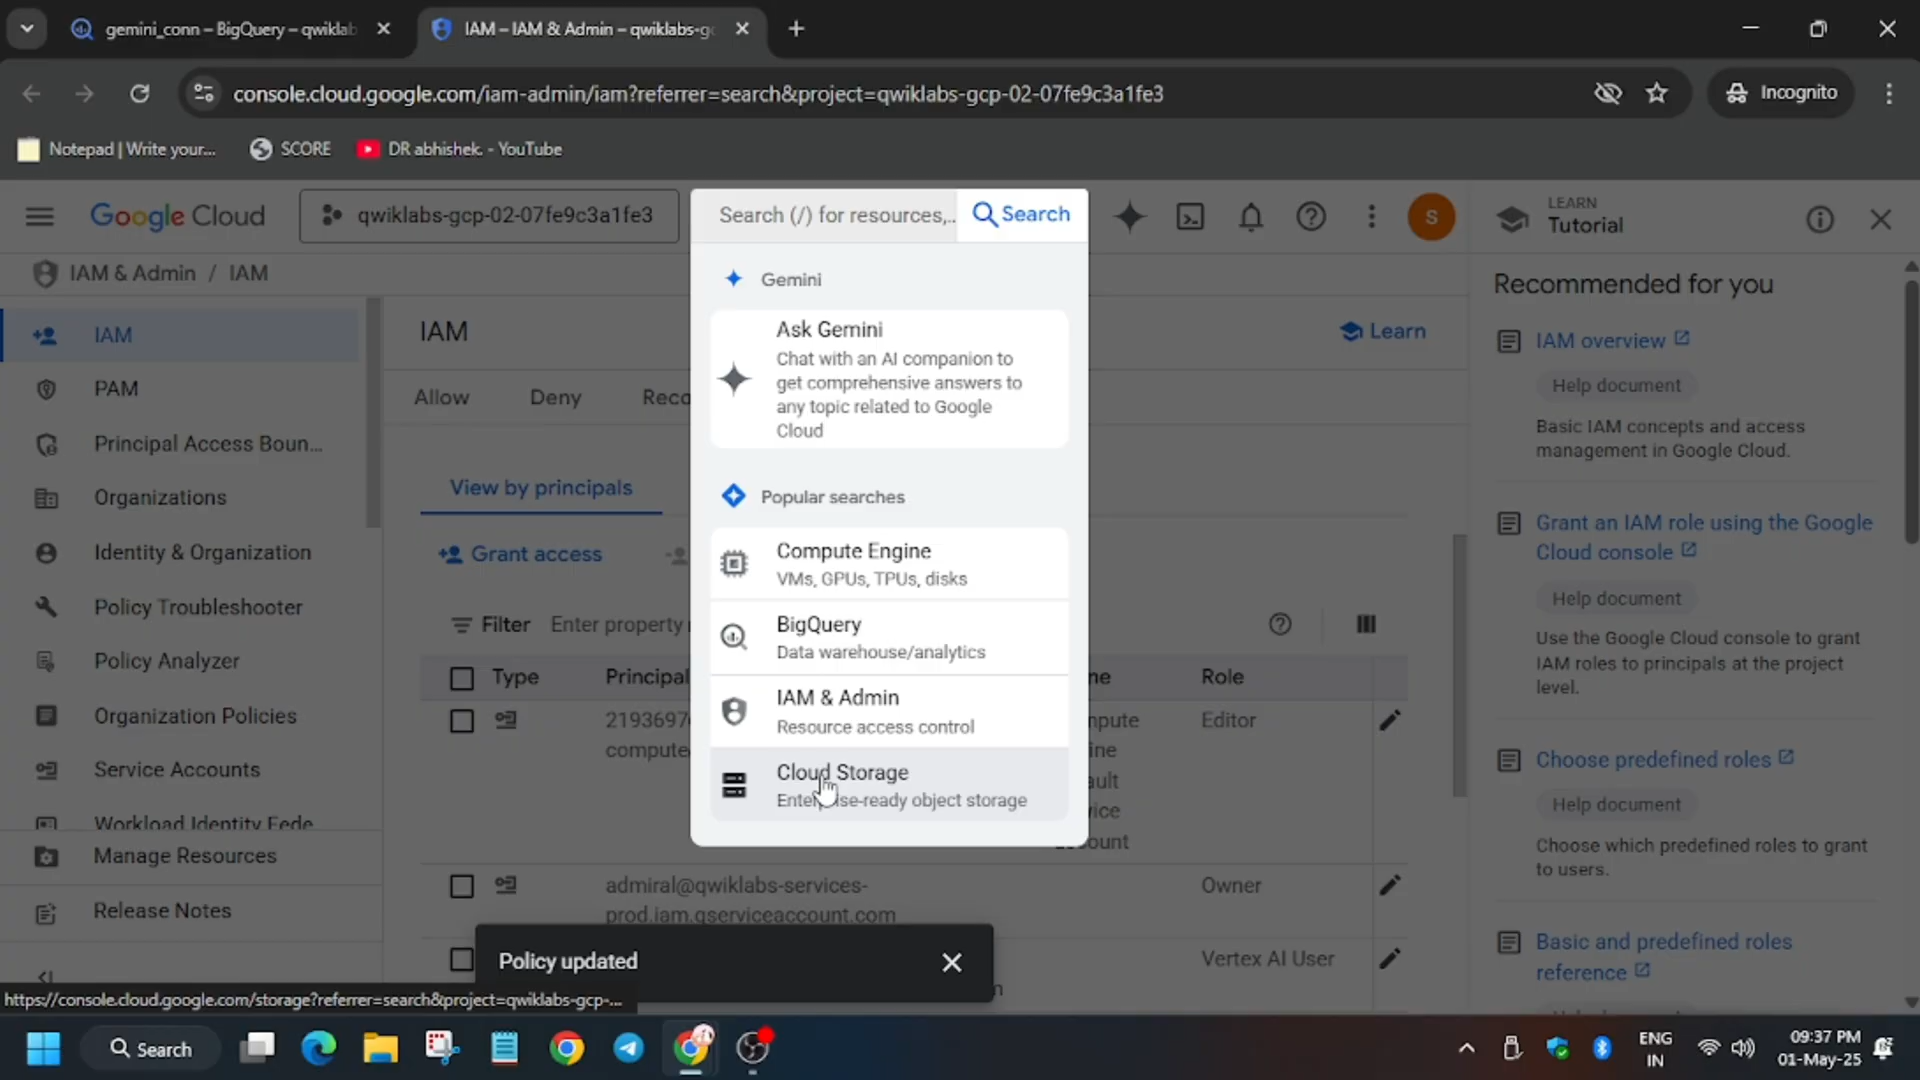 gemini_conn – BigQuery – qwiklab
IAM – IAM & Admin – qwiklabs-gc
console.cloud.google.com/iam-admin/iam?referrer=search&project=qwiklabs-gcp-02-07fe9c3a1fe3
Incognito
Notepad | Write your...
SCORE
DR abhishek. - YouTube
Google Cloud
qwiklabs-gcp-02-07fe9c3a1fe3
Search (/) for resources,...
Search
S
LEARN
Tutorial
IAM & Admin / IAM
IAM
PAM
Principal Access Boun...
Organizations
Identity & Organization
Policy Troubleshooter
Policy Analyzer
Organization Policies
Service Accounts
Workload Identity Fede
Manage Resources
Release Notes
IAM
Learn
Allow
Deny
Reco
View by principals
Grant access
Filter
Enter property
Type
Principal
Role
Editor
admiral@qwiklabs-services-
prod.iam.gserviceaccount.com
Owner
Vertex AI User
Gemini
Ask Gemini
Chat with an AI companion to
get comprehensive answers to
any topic related to Google
Cloud
Popular searches
Compute Engine
VMs, GPUs, TPUs, disks
BigQuery
Data warehouse/analytics
IAM & Admin
Resource access control
Cloud Storage
Enterprise-ready object storage
Policy updated
Recommended for you
IAM overview
Help document
Basic IAM concepts and access
management in Google Cloud.
Grant an IAM role using the Google
Cloud console
Help document
Use the Google Cloud console to grant
IAM roles to principals at the project
level.
Choose predefined roles
Help document
Choose which predefined roles to grant
to users.
Basic and predefined roles
reference
https://console.cloud.google.com/storage?referrer=search&project=qwiklabs-gcp-...
Search
ENG
IN
09:37 PM
01-May-25